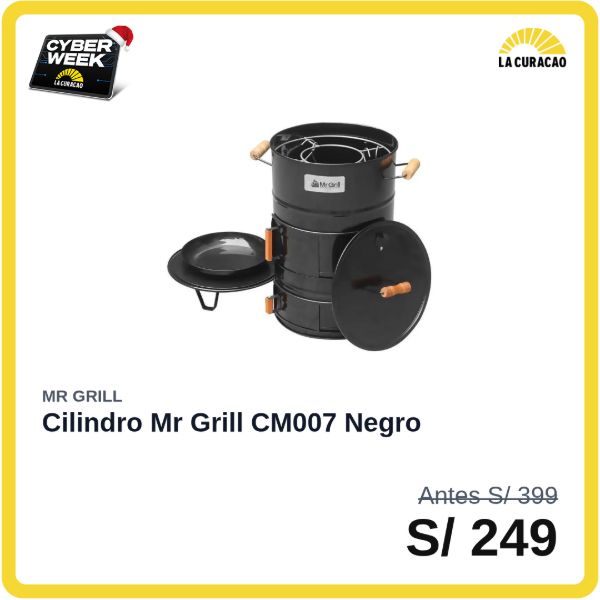 CYBER
WEEK
LA CURACAO
LA CURACAO
Mr Grill
MR GRILL
Cilindro Mr Grill CM007 Negro
Antes S/ 399
S/ 249